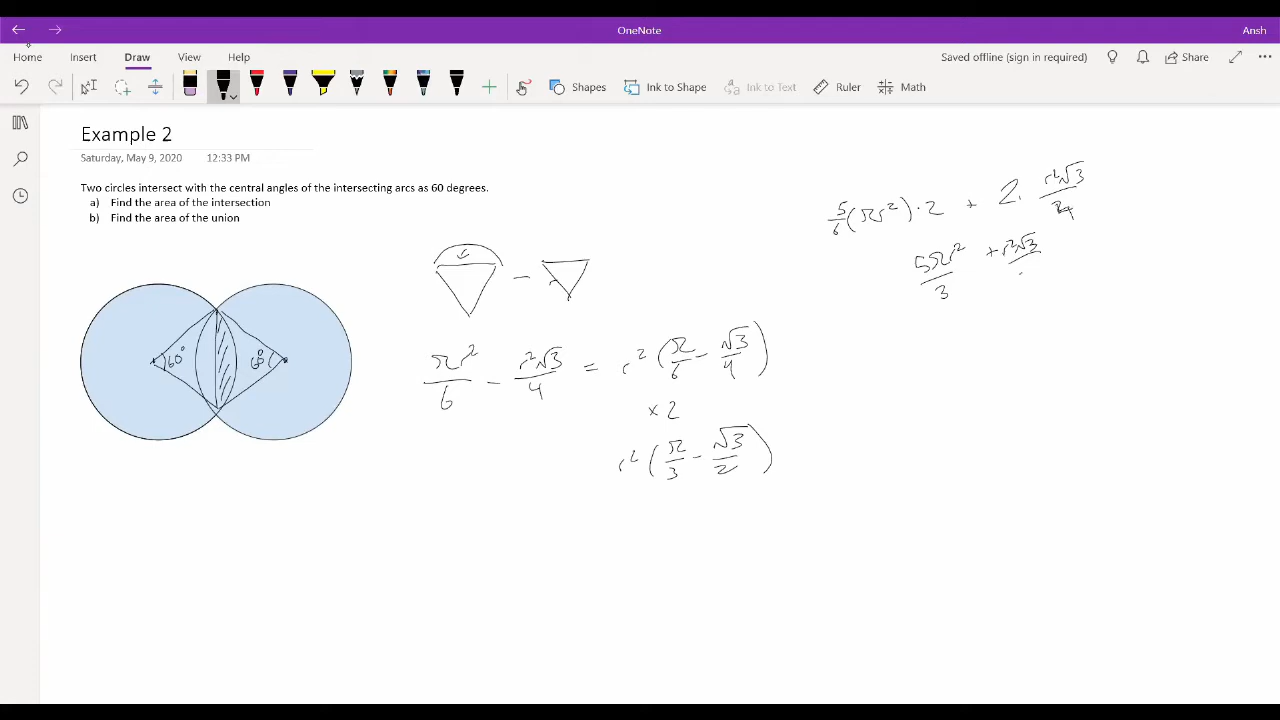 OneNote
Ansh
Home Insert Draw View Help
Saved offline (sign in required) Share
Shapes Ink to Shape Ink to Text Ruler Math
Example 2
Saturday, May 9, 2020 12:33 PM
Two circles intersect with the central angles of the intersecting arcs as 60 degrees.
a) Find the area of the intersection
b) Find the area of the union
60° 60°
πr²/6 - r²√3/4 = r²(π/6 - √3/4)
×2
r²(π/3 - √3/2)
5/6(πr²)·2 + 2·r²√3/4
5πr²/3 + r²√3